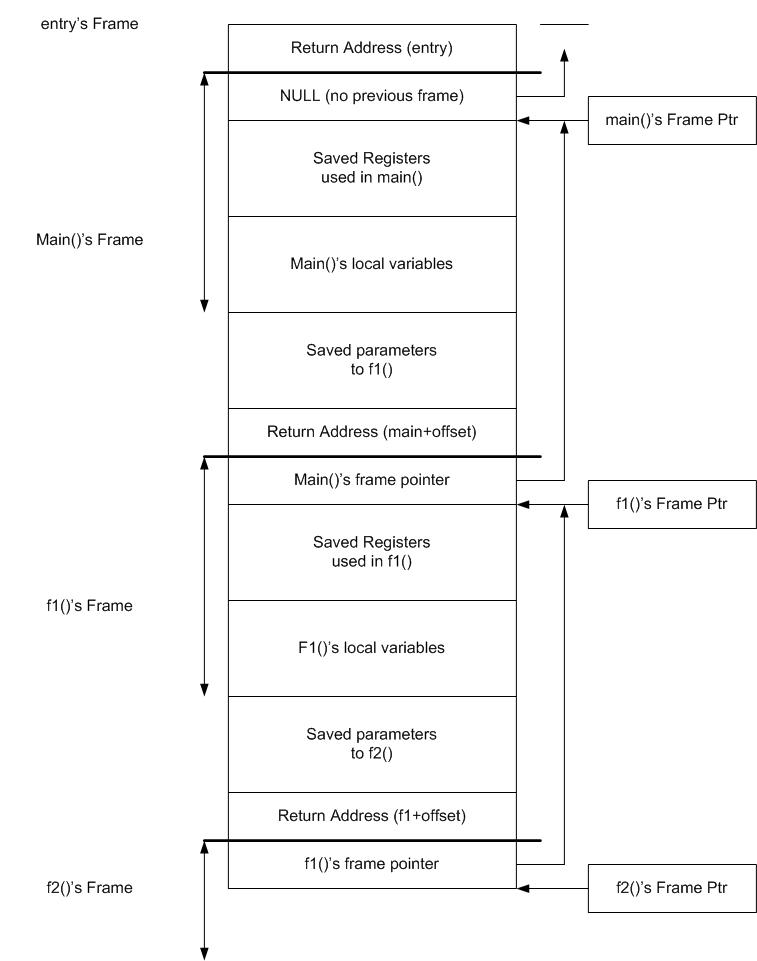 entry's Frame
Return Address (entry)
NULL (no previous frame)
main()'s Frame Ptr
Saved Registers
used in main()
Main()'s Frame
Main()'s local variables
Saved parameters
to f1()
Return Address (main+offset)
Main()'s frame pointer
f1()'s Frame Ptr
Saved Registers
used in f1()
f1()'s Frame
F1()'s local variables
Saved parameters
to f2()
Return Address (f1+offset)
f1()'s frame pointer
f2()'s Frame
f2()'s Frame Ptr